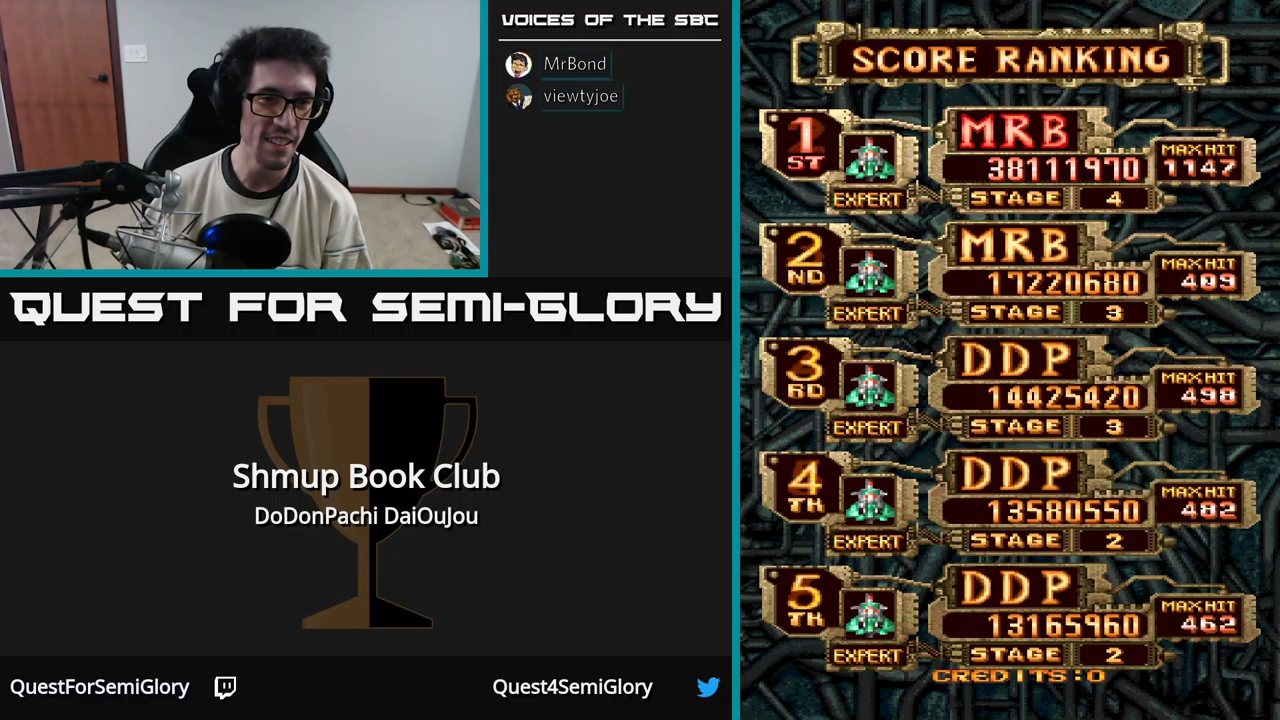 VOICES OF THE SBC
MrBond
viewtyjoe
QUEST FOR SEMI-GLORY
Shmup Book Club
DoDonPachi DaiOuJou
QuestForSemiGlory
Quest4SemiGlory
SCORE RANKING
1 ST
MRB
38111970
MAX HIT
1147
EXPERT
STAGE 4
2 ND
MRB
17220680
MAX HIT
409
EXPERT
STAGE 3
3 RD
DDP
14425420
MAX HIT
498
EXPERT
STAGE 3
4 TH
DDP
13580550
MAX HIT
482
EXPERT
STAGE 2
5 TH
DDP
13165960
MAX HIT
462
EXPERT
STAGE 2
CREDITS:0